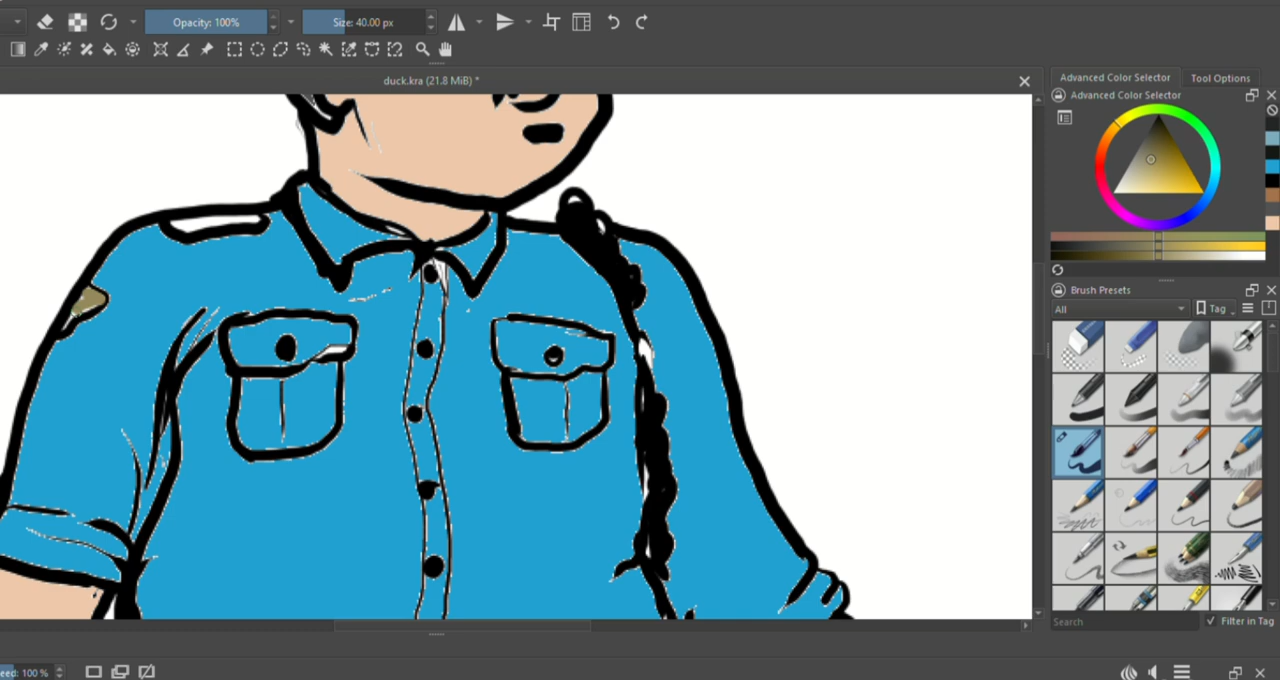 Opacity: 100%
Size: 40.00 px
duck.kra (21.8 MiB) *
Advanced Color Selector
Tool Options
Advanced Color Selector
Brush Presets
All
Tag
Search
Filter in Tag
eed: 100%